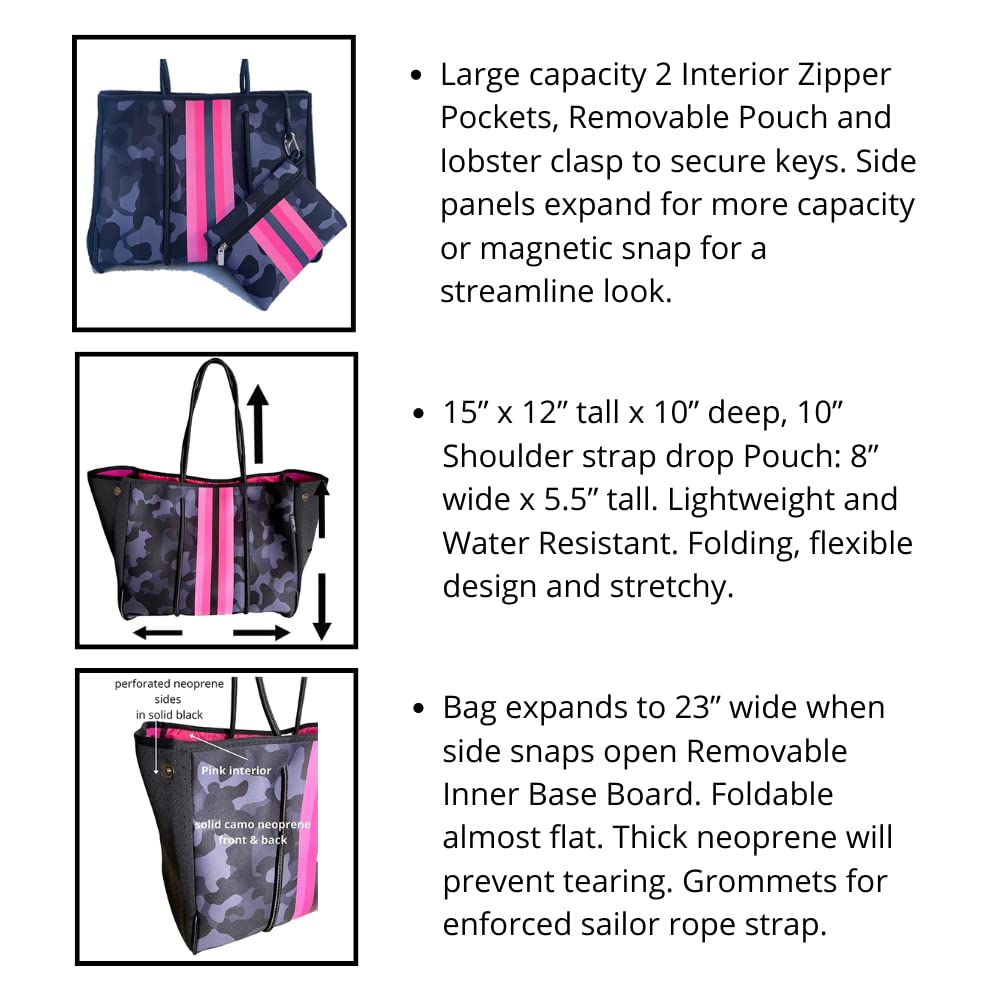 • Large capacity 2 Interior Zipper
Pockets, Removable Pouch and
lobster clasp to secure keys. Side
panels expand for more capacity
or magnetic snap for a
streamline look.
• 15” x 12” tall x 10” deep, 10”
Shoulder strap drop Pouch: 8”
wide x 5.5” tall. Lightweight and
Water Resistant. Folding, flexible
design and stretchy.
perforated neoprene
sides
in solid black
Pink interior
solid camo neoprene
front & back
• Bag expands to 23” wide when
side snaps open Removable
Inner Base Board. Foldable
almost flat. Thick neoprene will
prevent tearing. Grommets for
enforced sailor rope strap.